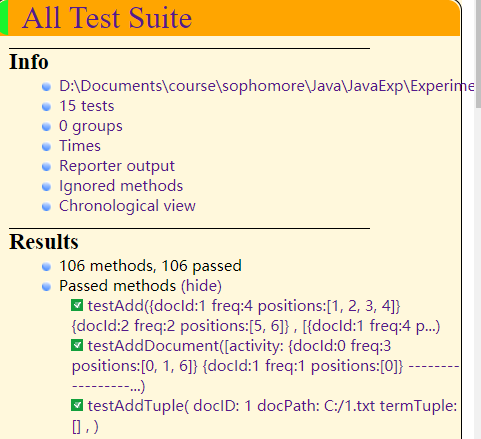 All Test Suite
Info
D:\Documents\course\sophomore\Java\JavaExp\Experime
15 tests
0 groups
Times
Reporter output
Ignored methods
Chronological view
Results
106 methods, 106 passed
Passed methods (hide)
testAdd({docId:1 freq:4 positions:[1, 2, 3, 4]}
{docId:2 freq:2 positions:[5, 6]} , [{docId:1 freq:4 p...)
testAddDocument([activity: {docId:0 freq:3
positions:[0, 1, 6]} {docId:1 freq:1 positions:[0]} --------
---------...)
testAddTuple( docID: 1 docPath: C:/1.txt termTuple:
[] , )